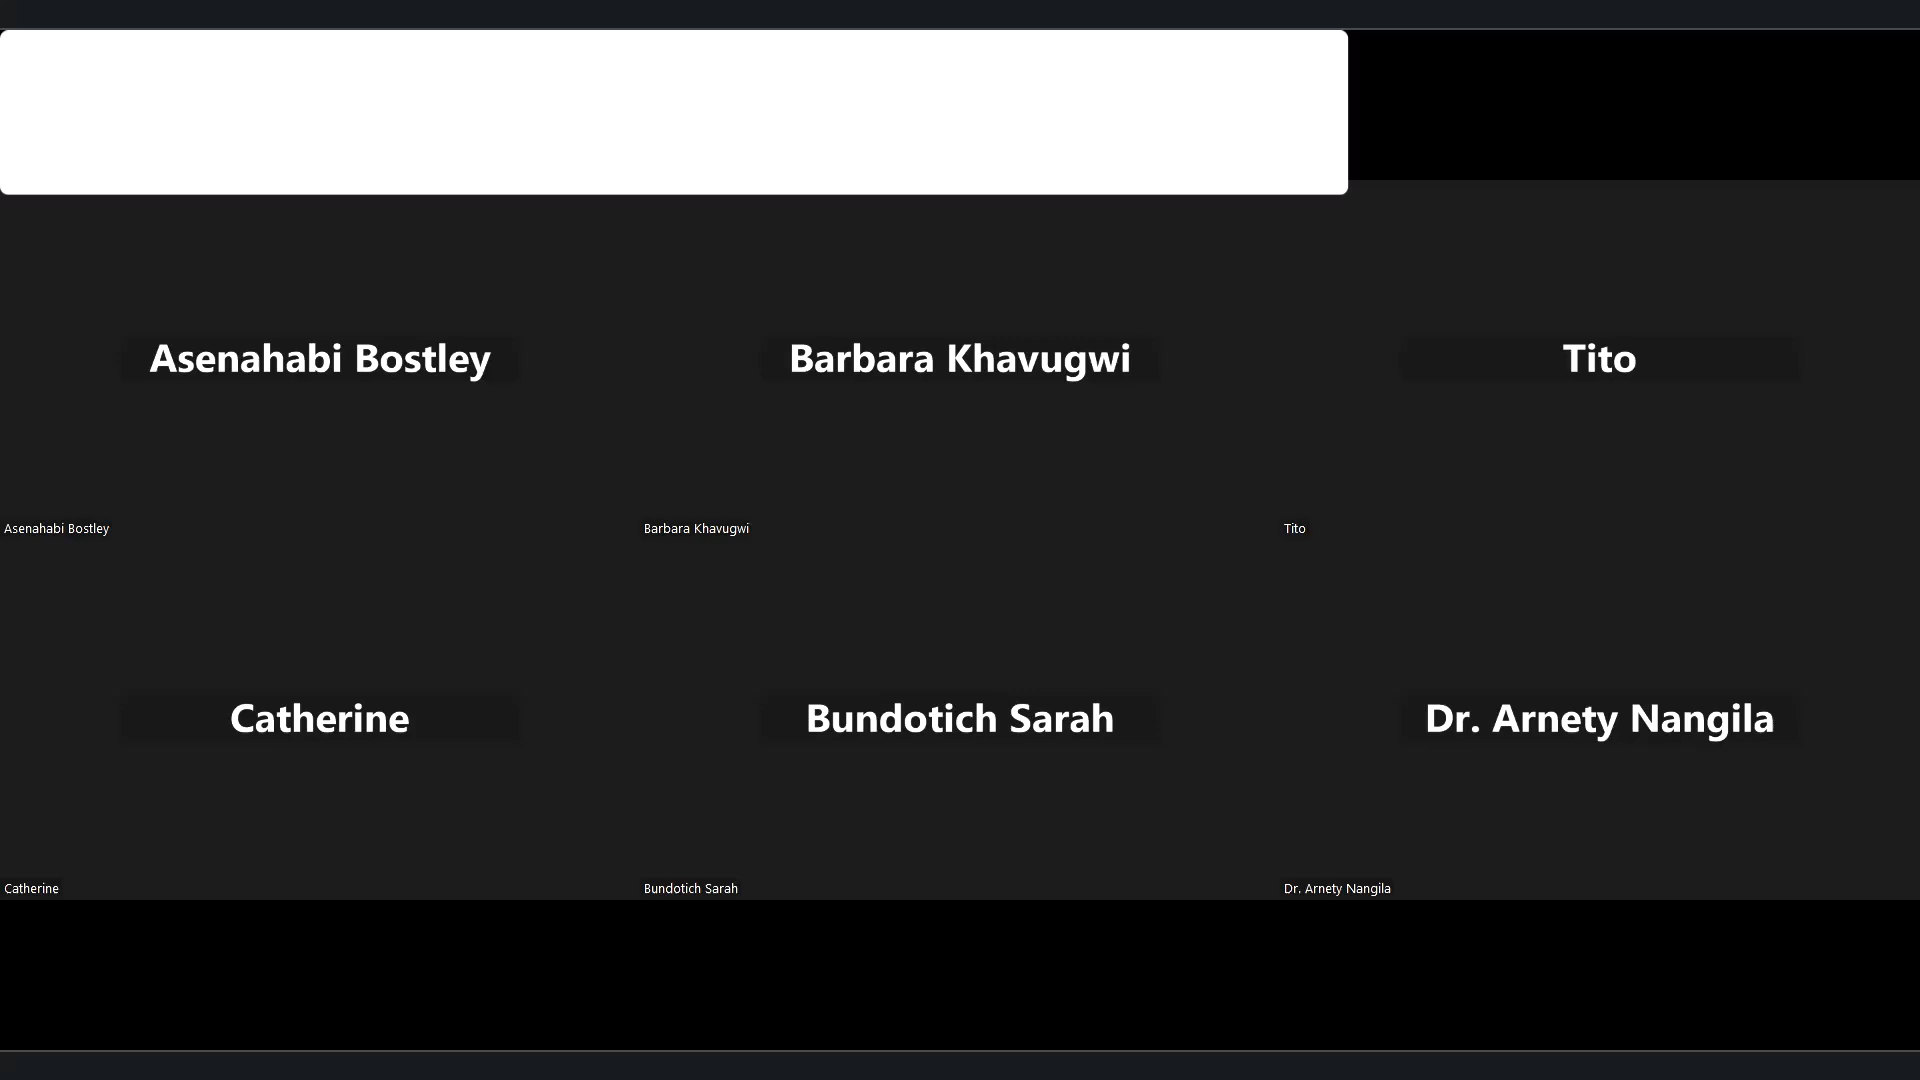 Asenahabi Bostley
Barbara Khavugwi
Tito
Asenahabi Bostley
Barbara Khavugwi
Tito
Catherine
Bundotich Sarah
Dr. Arnety Nangila
Catherine
Bundotich Sarah
Dr. Arnety Nangila